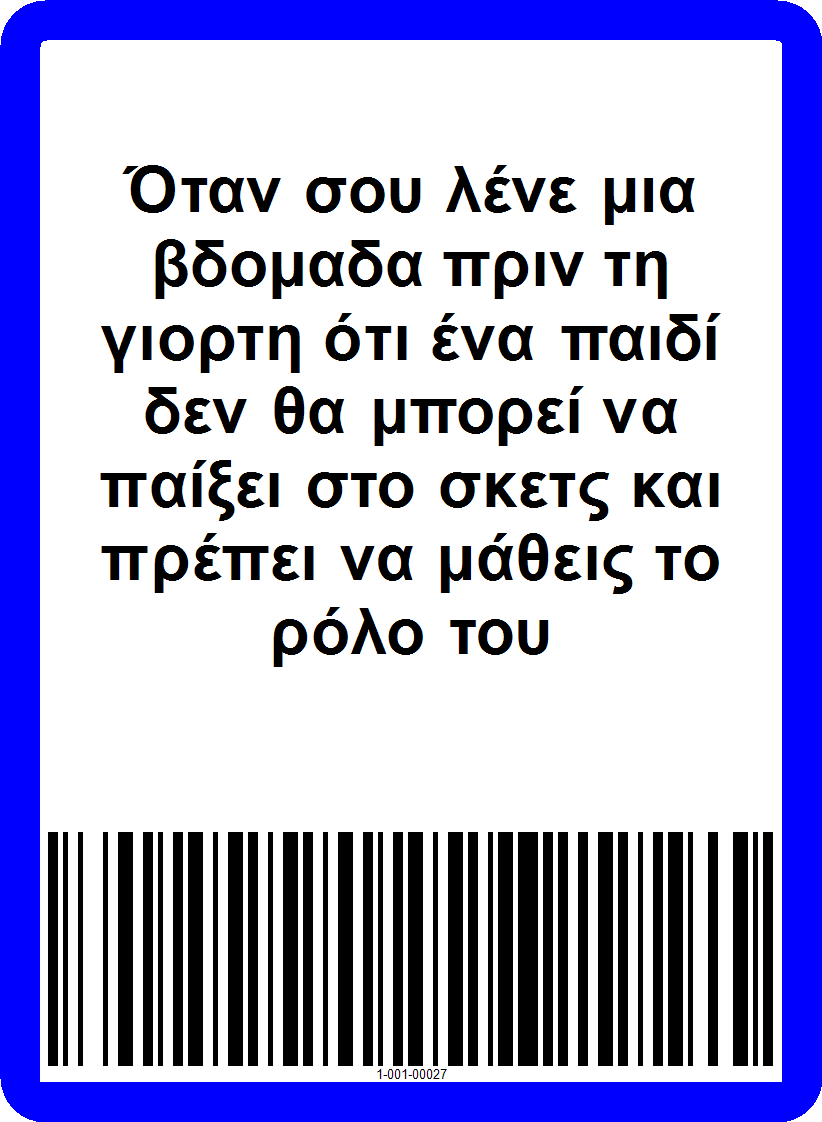 Όταν σου λένε μια
βδομαδα πριν τη
γιορτη ότι ένα παιδί
δεν θα μπορεί να
παίξει στο σκετς και
πρέπει να μάθεις το
ρόλο του
1-001-00027